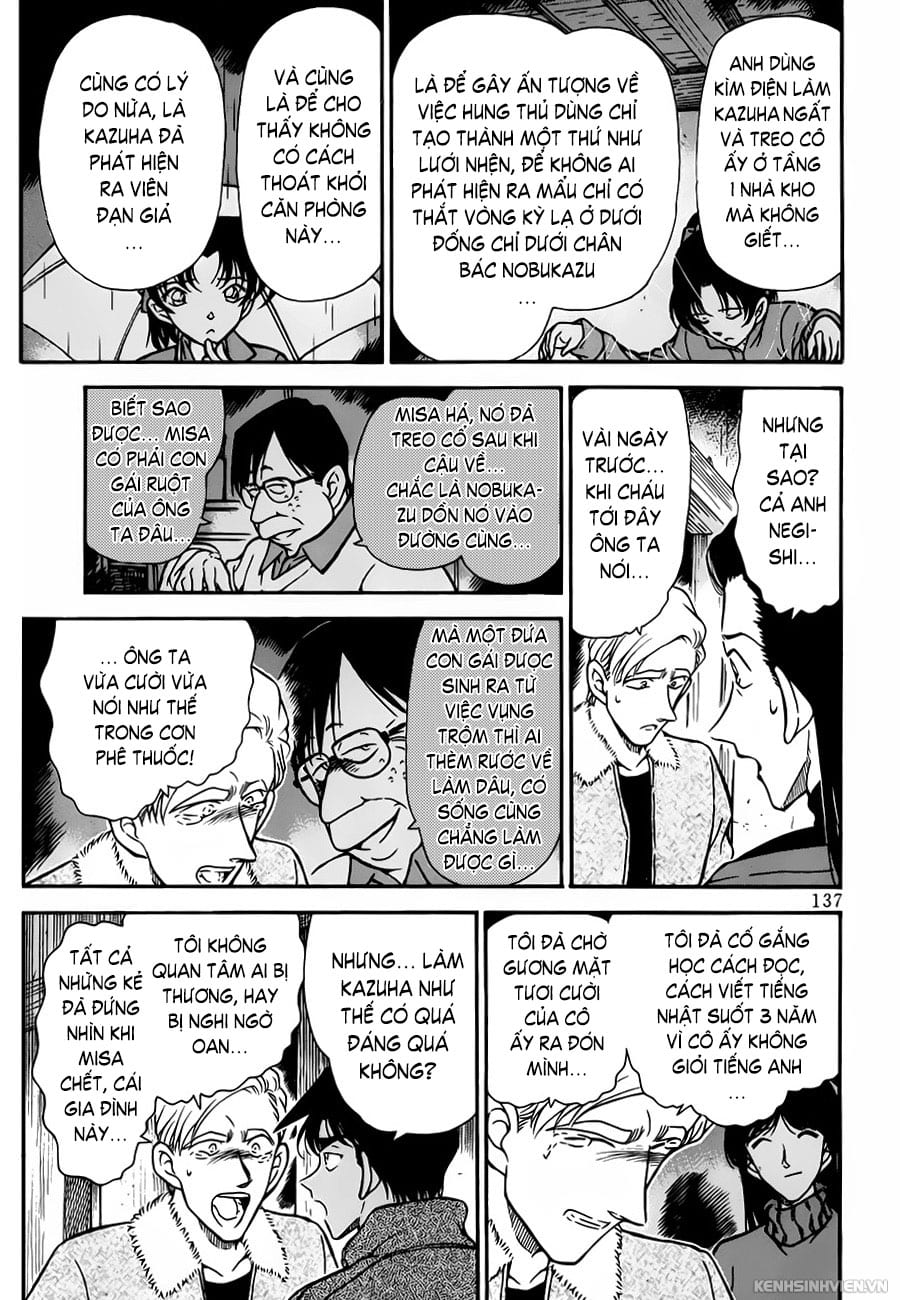 ANH DÙNG
KÌM ĐIỆN LÀM
KAZUHA NGẤT
VÀ TREO CÔ
ẤY Ở TẦNG
1 NHÀ KHO
MÀ KHÔNG
GIẾT...
LÀ ĐỂ GÂY ẤN TƯỢNG VỀ
VIỆC HUNG THỦ DÙNG CHỈ
TẠO THÀNH MỘT THỨ NHƯ
LƯỚI NHỆN, ĐỂ KHÔNG AI
PHÁT HIỆN RA MẨU CHỈ CÓ
THẮT VÒNG KỲ LẠ Ở DƯỚI
ĐỐNG CHỈ DƯỚI CHÂN
BÁC NOBUKAZU
...
VÀ CŨNG
LÀ ĐỂ CHO
THẤY KHÔNG
CÓ CÁCH
THOÁT KHỎI
CĂN PHÒNG
NÀY...
CŨNG CÓ LÝ
DO NỮA, LÀ
KAZUHA ĐÃ
PHÁT HIỆN
RA VIÊN
ĐẠN GIẢ
...
NHƯNG
TẠI
SAO?
CẢ ANH
NEGI-
SHI...
VÀI NGÀY
TRƯỚC...
KHI CHÁU
TỚI ĐÂY
ÔNG TA
NÓI...
MISA HẢ, NÓ ĐÃ
TREO CỔ SAU KHI
CẬU VỀ...
CHẮC LÀ NOBUKA-
ZU DỒN NÓ VÀO
ĐƯỜNG CÙNG...
BIẾT SAO
ĐƯỢC... MISA
CÓ PHẢI CON
GÁI RUỘT
CỦA ÔNG
TA ĐÂU...
MÀ MỘT ĐỨA
CON GÁI ĐƯỢC
SINH RA TỪ
VIỆC VỤNG
TRỘM THÌ AI
THÈM RƯỚC VỀ
LÀM DÂU, CÓ
SỐNG CŨNG
CHẲNG LÀM
ĐƯỢC GÌ...
... ÔNG TA
VỪA CƯỜI VỪA
NÓI NHƯ THẾ
TRONG CƠN
PHÊ THUỐC!
137
TÔI ĐÃ CỐ GẮNG
HỌC CÁCH ĐỌC,
CÁCH VIẾT TIẾNG
NHẬT SUỐT 3 NĂM
VÌ CÔ ẤY KHÔNG
GIỎI TIẾNG ANH
TÔI ĐÃ CHỜ
GƯƠNG MẶT
TƯƠI CƯỜI
CỦA CÔ
ẤY RA ĐÓN
MÌNH...
NHƯNG... LÀM
KAZUHA NHƯ
THẾ CÓ QUÁ
ĐÁNG QUÁ
KHÔNG?
TÔI KHÔNG
QUAN TÂM AI BỊ
THƯƠNG, HAY
BỊ NGHI NGỜ
OAN...
TẤT CẢ
NHỮNG KẺ
ĐÃ ĐỨNG
NHÌN KHI
MISA
CHẾT, CÁI
GIA ĐÌNH
NÀY...
KENHSINHVIEN.VN